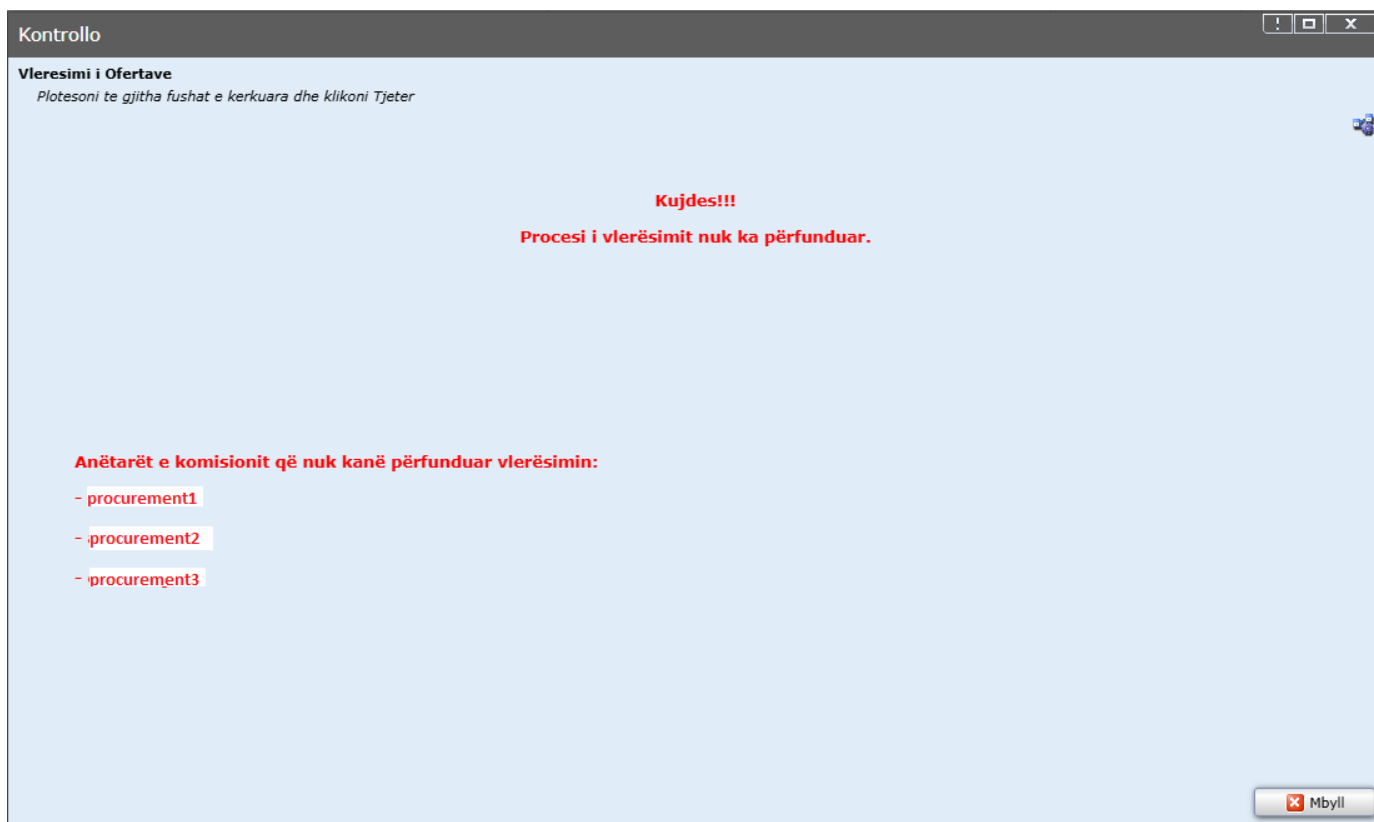 Kontrollo
Vleresimi i Ofertave
Plotesoni te gjitha fushat e kerkuara dhe klikoni Tjeter
Kujdes!!!
Procesi i vlerësimit nuk ka përfunduar.
Anëtarët e komisionit që nuk kanë përfunduar vlerësimin:
- procurement1
- procurement2
- procurement3
Mbyll